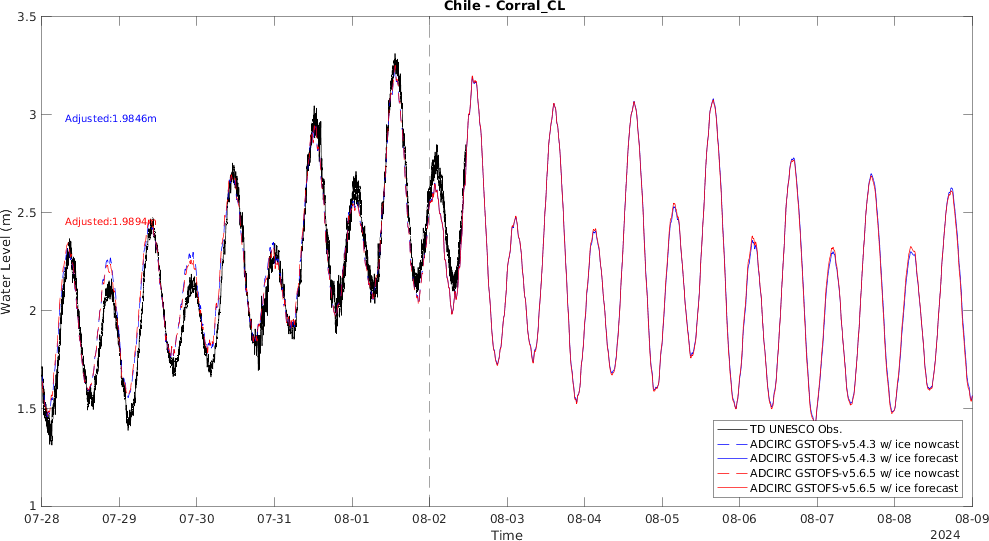 Chile - Corral_CL
3.5
3
2.5
2
1.5
1
Water Level (m)
Adjusted:1.9846m
Adjusted:1.9894m
TD UNESCO Obs.
ADCIRC GSTOFS-v5.4.3 w/ ice nowcast
ADCIRC GSTOFS-v5.4.3 w/ ice forecast
ADCIRC GSTOFS-v5.6.5 w/ ice nowcast
ADCIRC GSTOFS-v5.6.5 w/ ice forecast
07-28 07-29 07-30 07-31 08-01 08-02 08-03 08-04 08-05 08-06 08-07 08-08 08-09
Time
2024